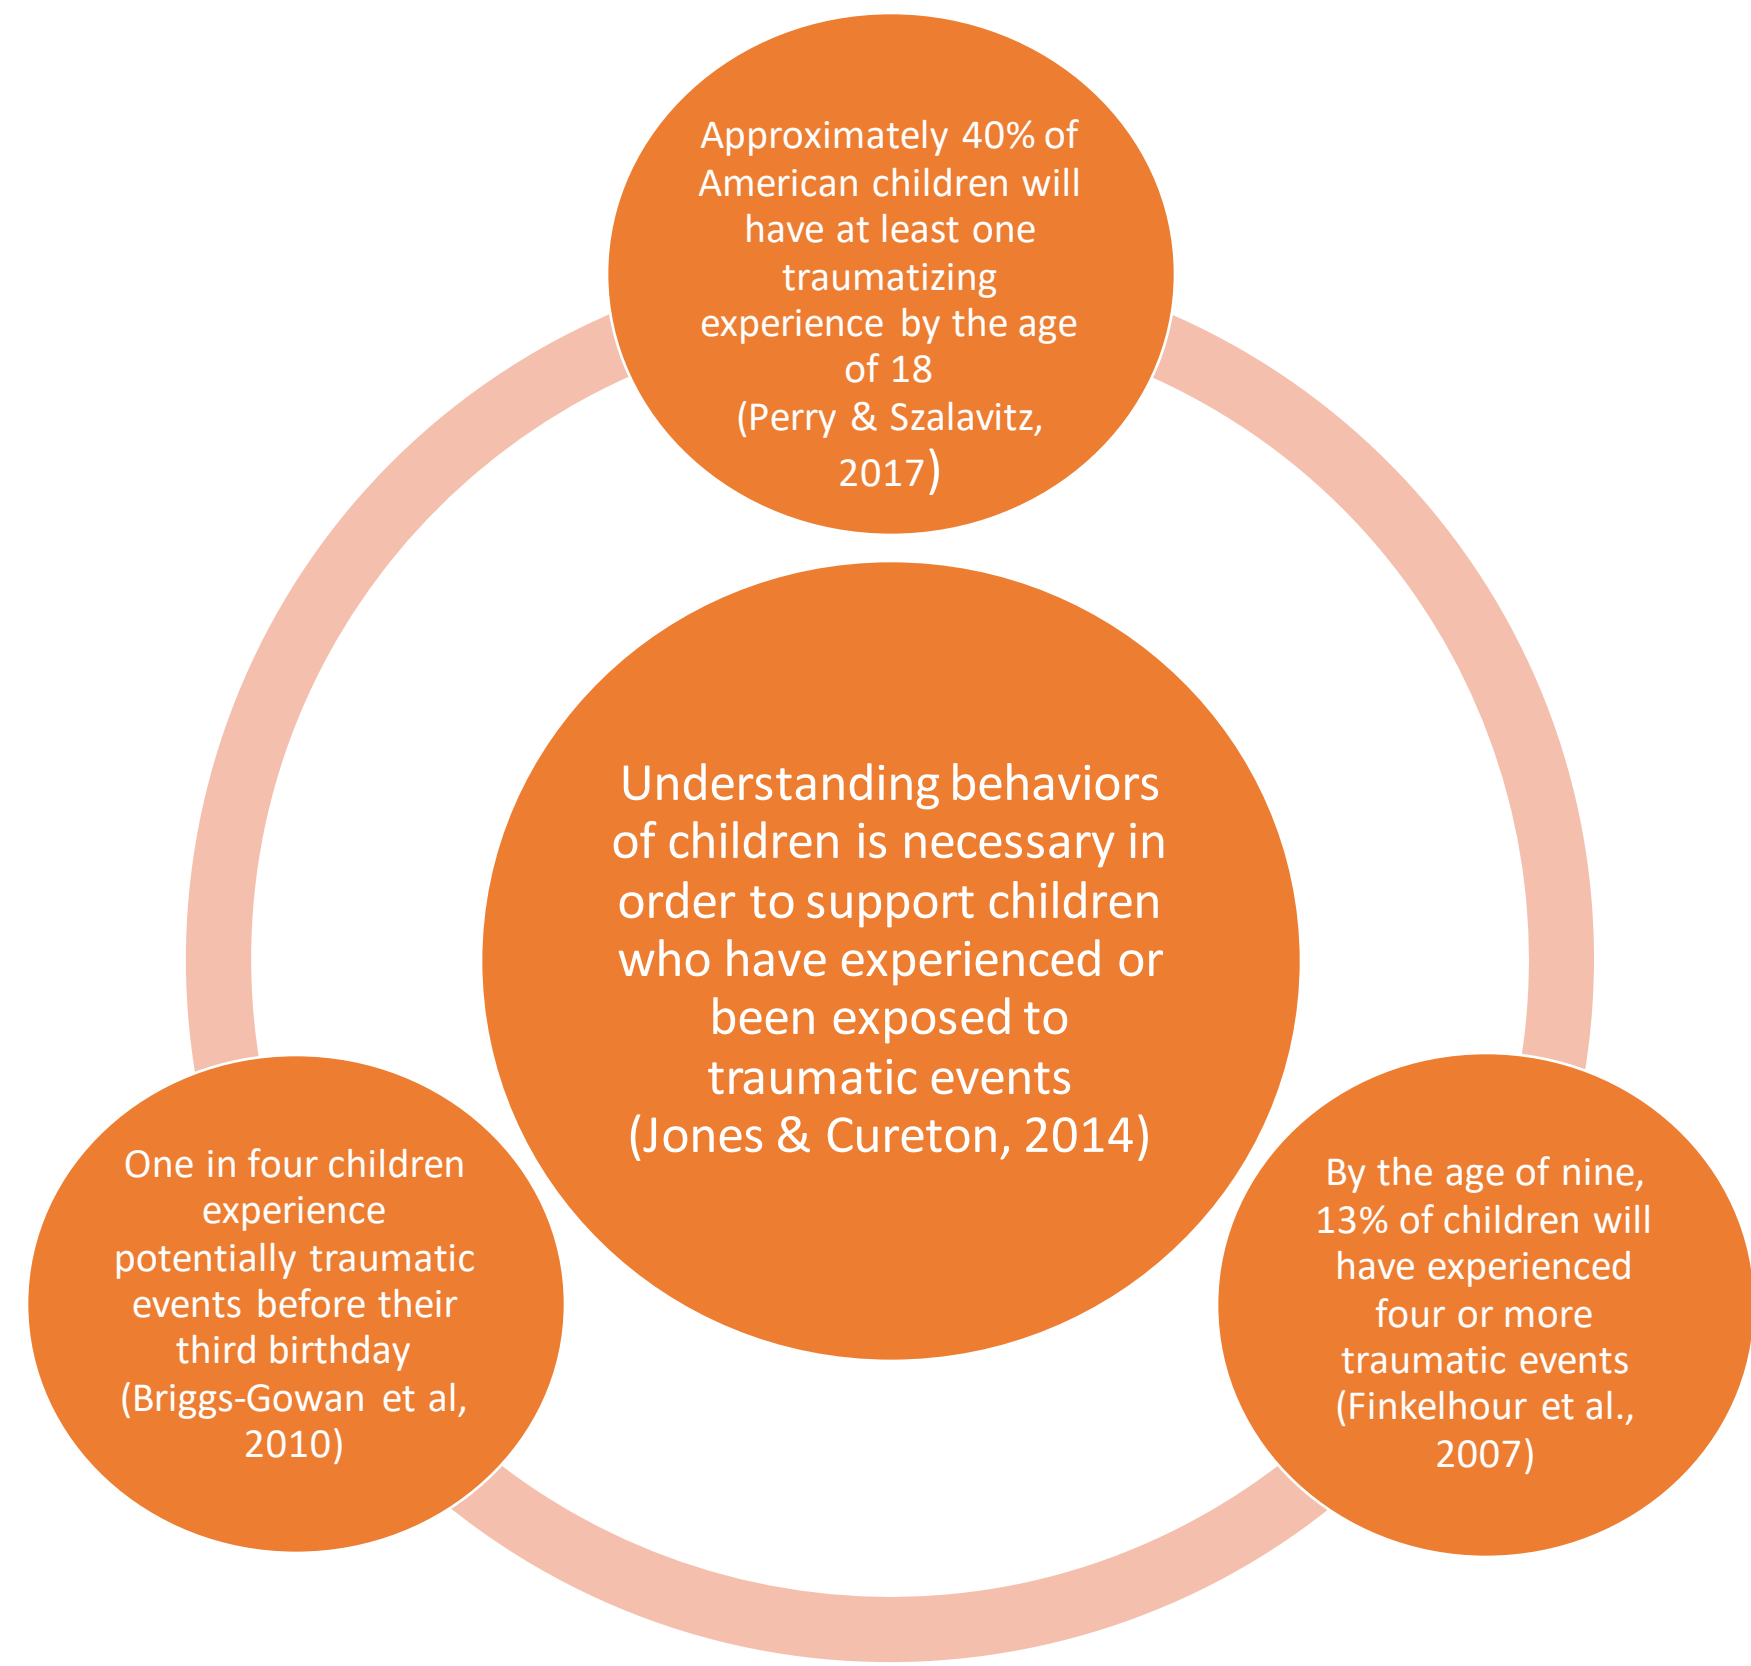 Approximately 40% of
American children will
have at least one
traumatizing
experience by the age
of 18
(Perry & Szalavitz,
2017)
Understanding behaviors
of children is necessary in
order to support children
who have experienced or
been exposed to
traumatic events
(Jones & Cureton, 2014)
By the age of nine,
13% of children will
have experienced
four or more
traumatic events
(Finkelhour et al.,
2007)
One in four children
experience
potentially traumatic
events before their
third birthday
(Briggs-Gowan et al,
2010)